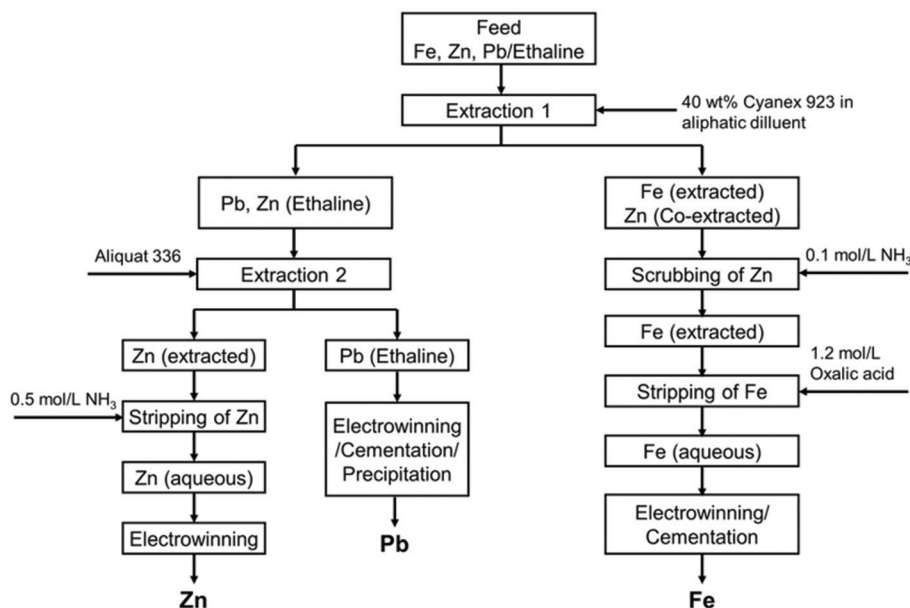 Feed
Fe, Zn, Pb/Ethaline
Extraction 1
40 wt% Cyanex 923 in
aliphatic dilluent
Pb, Zn (Ethaline)
Fe (extracted)
Zn (Co-extracted)
Aliquat 336
Extraction 2
Scrubbing of Zn
0.1 mol/L NH₃
Zn (extracted)
Pb (Ethaline)
Fe (extracted)
1.2 mol/L
Oxalic acid
0.5 mol/L NH₃
Stripping of Zn
Stripping of Fe
Electrowinning
/Cementation/
Precipitation
Zn (aqueous)
Fe (aqueous)
Electrowinning
Electrowinning/
Cementation
Pb
Zn
Fe